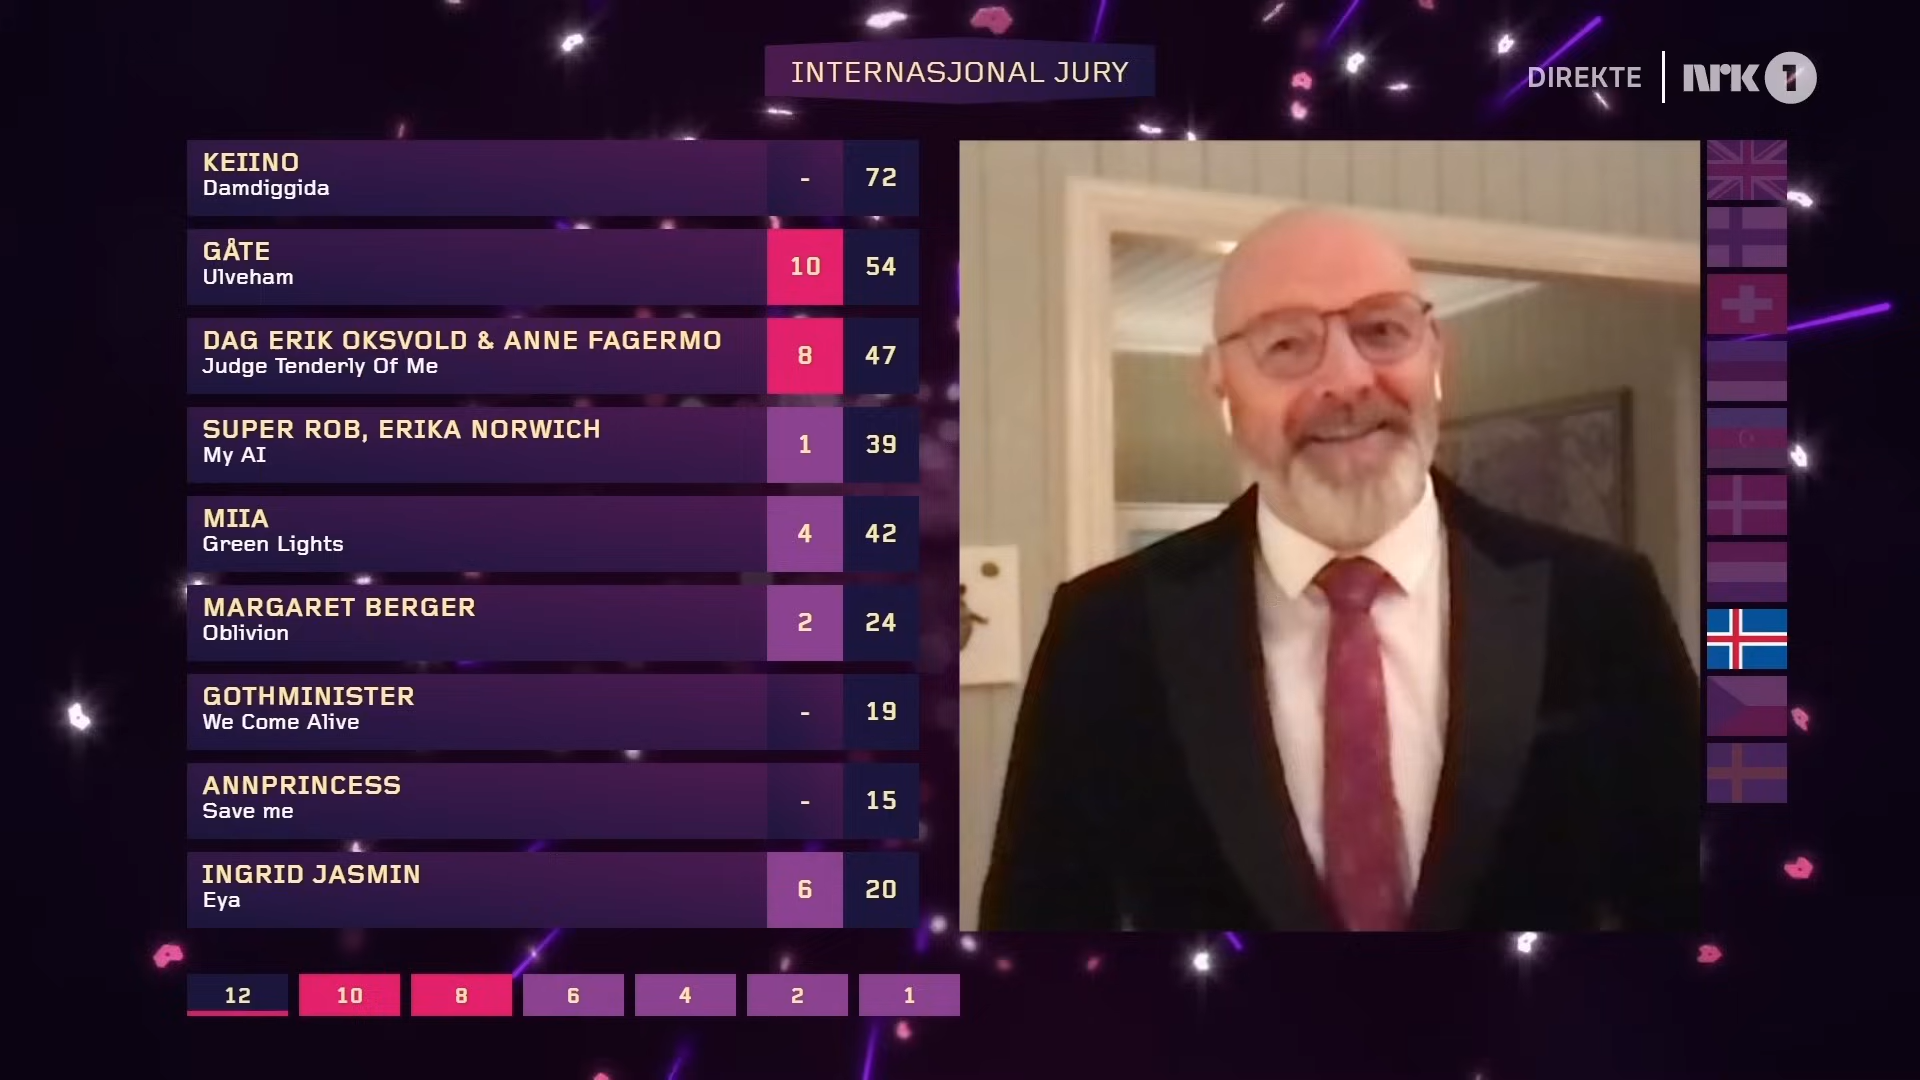 INTERNASJONAL JURY
DIREKTE | NRK 1
KEIINO
Damdiggida
- 72
GÅTE
Ulveham
10 54
DAG ERIK OKSVOLD & ANNE FAGERMO
Judge Tenderly Of Me
8 47
SUPER ROB, ERIKA NORWICH
My AI
1 39
MIIA
Green Lights
4 42
MARGARET BERGER
Oblivion
2 24
GOTHMINISTER
We Come Alive
- 19
ANNPRINCESS
Save me
- 15
INGRID JASMIN
Eya
6 20
12 10 8 6 4 2 1